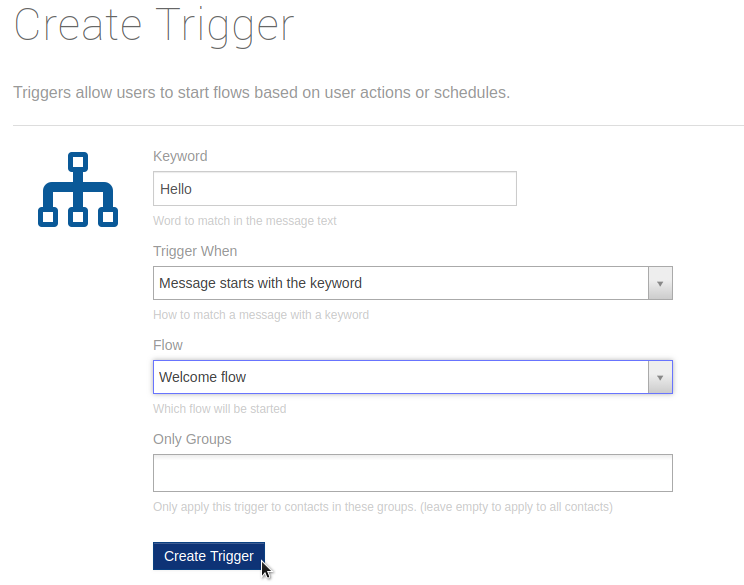 Create Trigger
Triggers allow users to start flows based on user actions or schedules.
Keyword
Hello
Word to match in the message text
Trigger When
Message starts with the keyword
How to match a message with a keyword
Flow
Welcome flow
Which flow will be started
Only Groups
Only apply this trigger to contacts in these groups. (leave empty to apply to all contacts)
Create Trigger